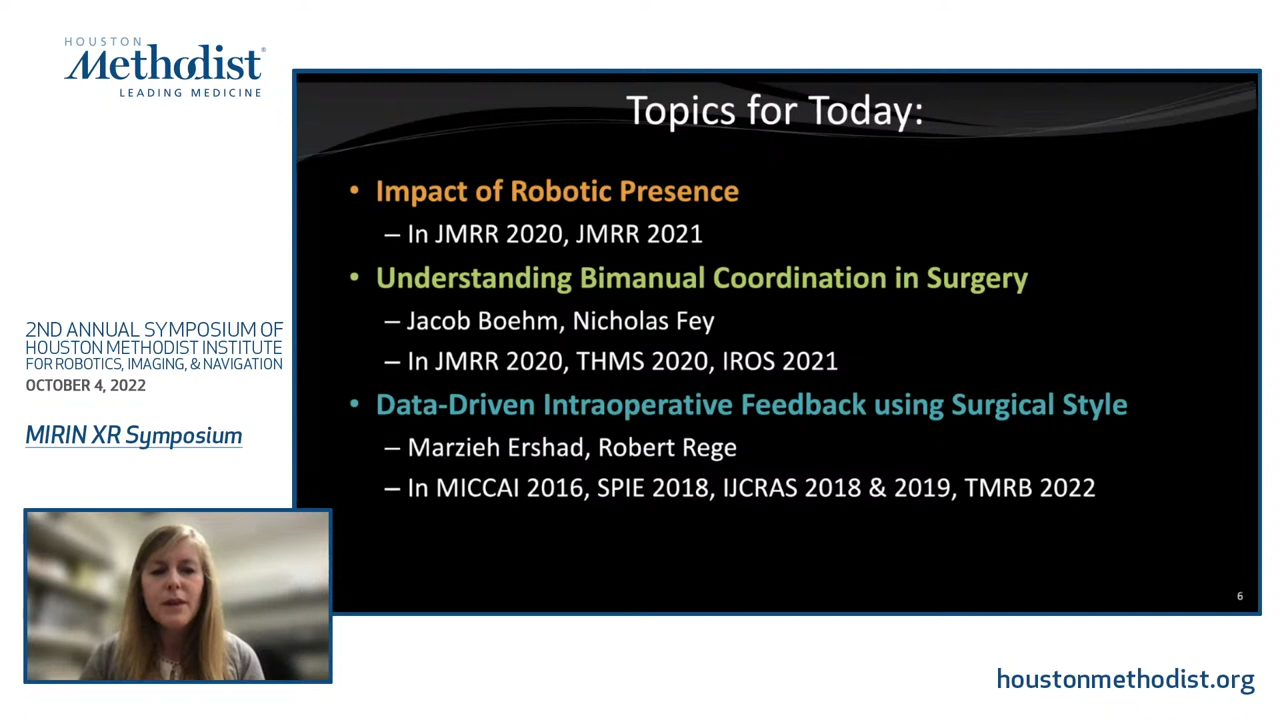 HOUSTON
Methodist®
LEADING MEDICINE
Topics for Today:
• Impact of Robotic Presence
– In JMRR 2020, JMRR 2021
• Understanding Bimanual Coordination in Surgery
– Jacob Boehm, Nicholas Fey
– In JMRR 2020, THMS 2020, IROS 2021
• Data-Driven Intraoperative Feedback using Surgical Style
– Marzieh Ershad, Robert Rege
– In MICCAI 2016, SPIE 2018, IJCRAS 2018 & 2019, TMRB 2022
6
2ND ANNUAL SYMPOSIUM OF
HOUSTON METHODIST INSTITUTE
FOR ROBOTICS, IMAGING, & NAVIGATION
OCTOBER 4, 2022
MIRIN XR Symposium
houstonmethodist.org